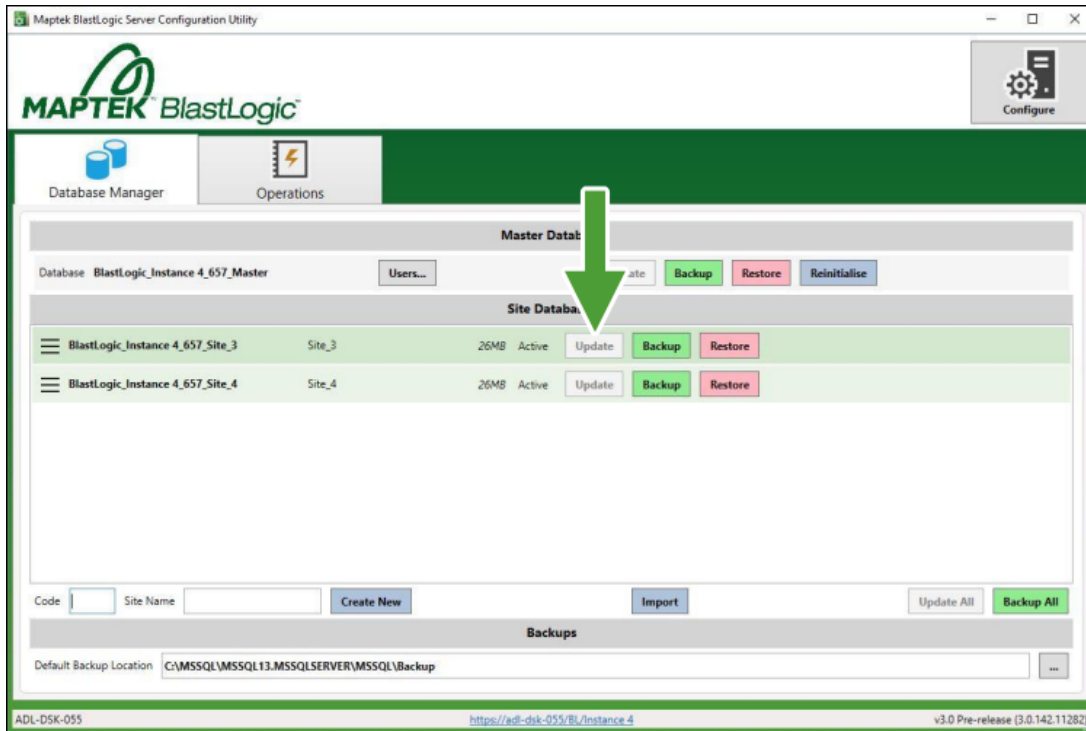 Maptek BlastLogic Server Configuration Utility
MAPTEK BlastLogic
Configure
Database Manager
Operations
Master Datab
Database BlastLogic_Instance 4_657_Master Users... ate Backup Restore Reinitialise
Site Databa
BlastLogic_Instance 4_657_Site_3 Site_3 26MB Active Update Backup Restore
BlastLogic_Instance 4_657_Site_4 Site_4 26MB Active Update Backup Restore
Code Site Name Create New Import Update All Backup All
Backups
Default Backup Location C:\MSSQL\MSSQL13.MSSQLSERVER\MSSQL\Backup ...
ADL-DSK-055 https://adl-dsk-055/BL/Instance 4 v3.0 Pre-release (3.0.142.11282)